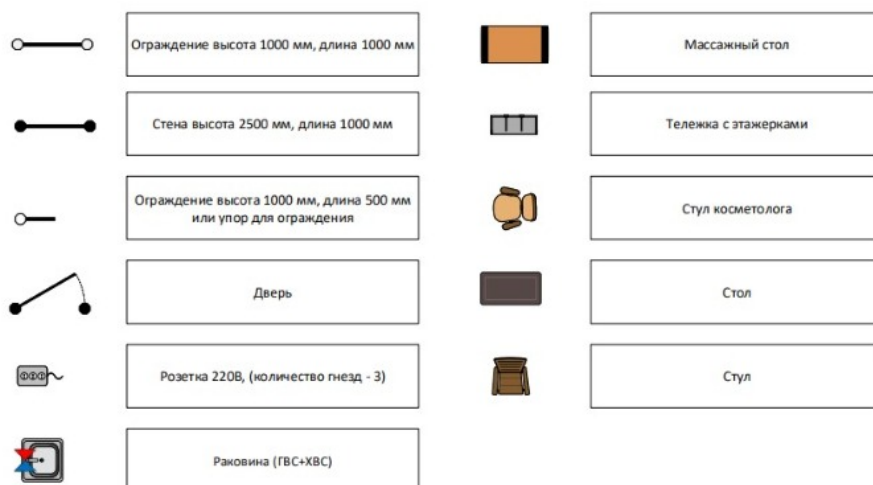 Ограждение высота 1000 мм, длина 1000 мм
Массажный стол
Стена высота 2500 мм, длина 1000 мм
Тележка с этажерками
Ограждение высота 1000 мм, длина 500 мм
или упор для ограждения
Стул косметолога
Дверь
Стол
Розетка 220В, (количество гнезд - 3)
Стул
Раковина (ГВС+ХВС)